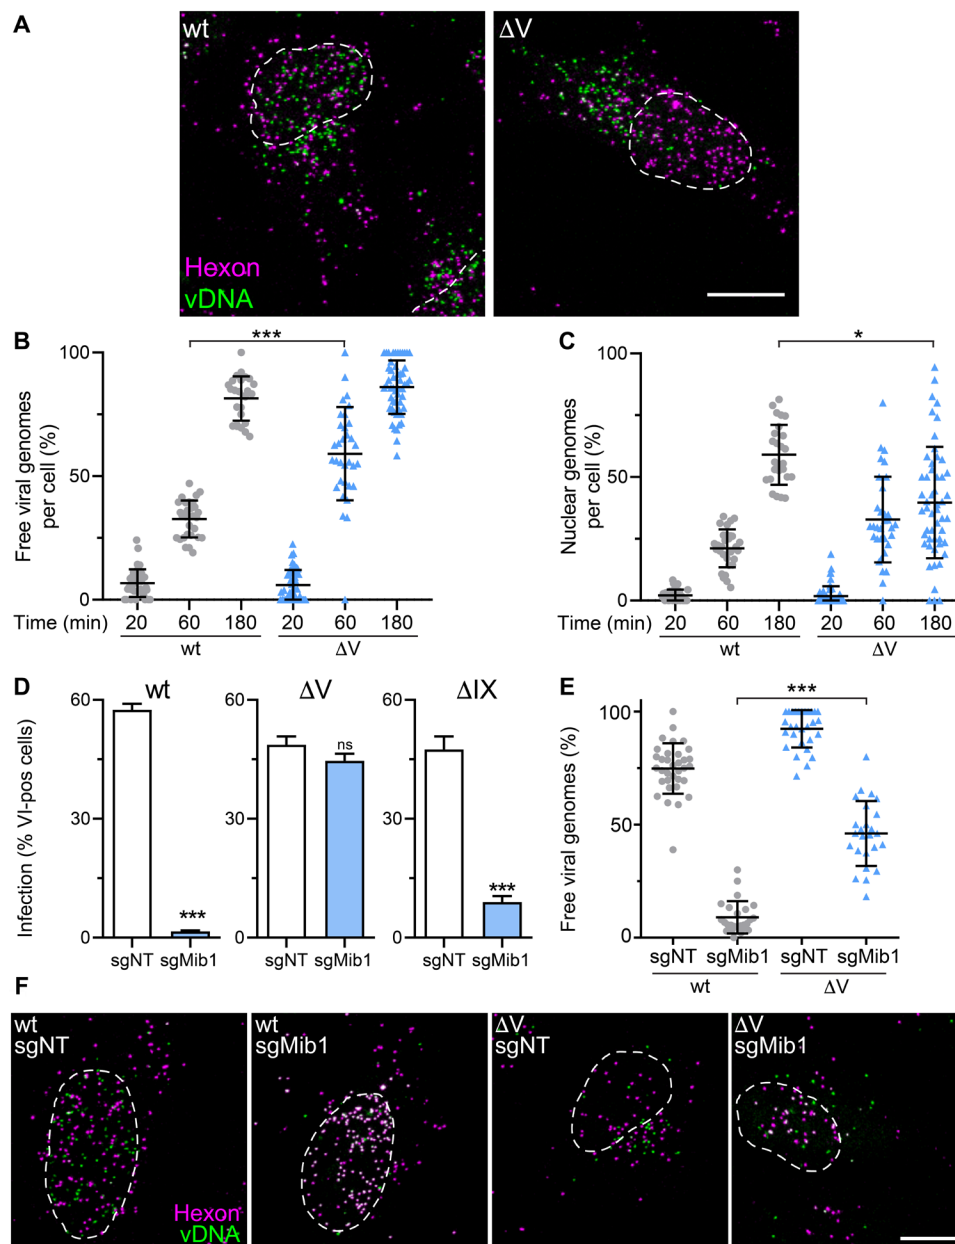 A
wt
ΔV
Hexon
vDNA
B
***
100
50
0
Free viral genomes
per cell (%)
Time (min)
20 60 180 20 60 180
wt ΔV
C
*
100
50
0
Nuclear genomes
per cell (%)
Time (min)
20 60 180 20 60 180
wt ΔV
D
wt
ΔV
ΔIX
Infection (% VI-pos cells)
60
30
0
***
sgNT sgMib1
60
30
0
ns
sgNT sgMib1
60
30
0
***
sgNT sgMib1
E
***
100
50
0
Free viral genomes (%)
sgNT sgMib1 sgNT sgMib1
wt ΔV
F
wt
sgNT
Hexon
vDNA
wt
sgMib1
ΔV
sgNT
ΔV
sgMib1